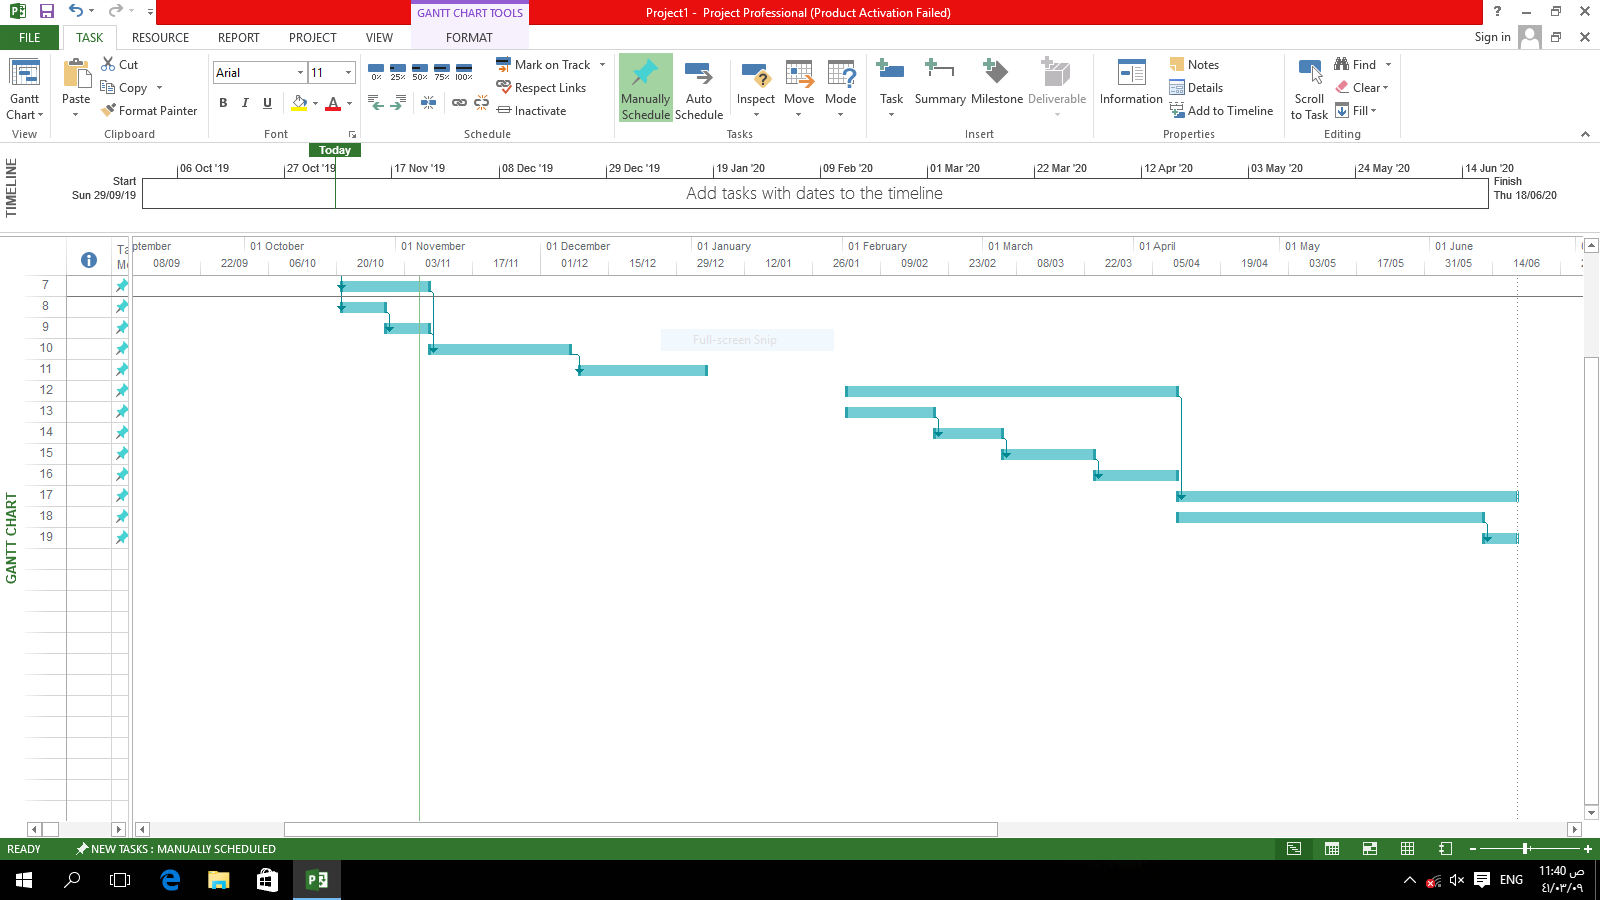 GANTT CHART TOOLS
Project1 - Project Professional (Product Activation Failed)
?
FILE TASK RESOURCE REPORT PROJECT VIEW FORMAT
Sign in
Gantt Chart
View
Paste
Cut
Copy
Format Painter
Clipboard
Arial 11
B I U A
Font
0% 25% 50% 75% 100%
Mark on Track
Respect Links
Inactivate
Schedule
Manually Schedule
Auto Schedule
Inspect
Move
Mode
Tasks
Task
Summary
Milestone
Deliverable
Insert
Information
Notes
Details
Add to Timeline
Properties
Scroll to Task
Find
Clear
Fill
Editing
TIMELINE
Today
06 Oct '19 27 Oct '19 17 Nov '19 08 Dec '19 29 Dec '19 19 Jan '20 09 Feb '20 01 Mar '20 22 Mar '20 12 Apr '20 03 May '20 24 May '20 14 Jun '20
Start
Sun 29/09/19
Add tasks with dates to the timeline
Finish
Thu 18/06/20
GANTT CHART
Ta
Mo
ptember 01 October 01 November 01 December 01 January 01 February 01 March 01 April 01 May 01 June
08/09 22/09 06/10 20/10 03/11 17/11 01/12 15/12 29/12 12/01 26/01 09/02 23/02 08/03 22/03 05/04 19/04 03/05 17/05 31/05 14/06
7
8
9
Full-screen Snip
10
11
12
13
14
15
16
17
18
19
READY NEW TASKS : MANUALLY SCHEDULED
ENG
11:40 ص
٤١/٠٣/٠٩